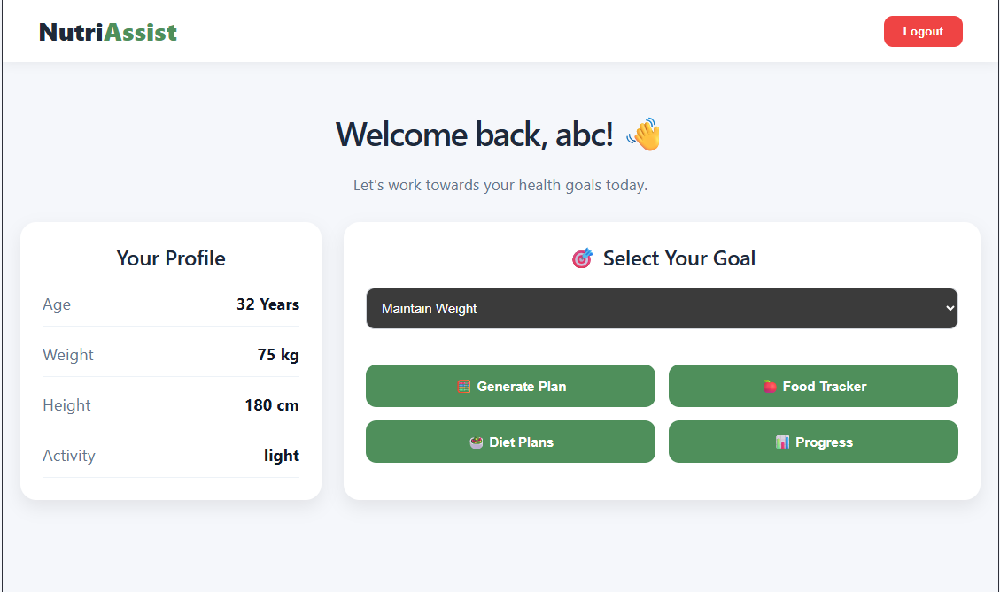 NutriAssist
Logout
Welcome back, abc! 👋
Let's work towards your health goals today.
Your Profile
Age 32 Years
Weight 75 kg
Height 180 cm
Activity light
🎯 Select Your Goal
Maintain Weight
🧮 Generate Plan
🍎 Food Tracker
🥗 Diet Plans
📊 Progress